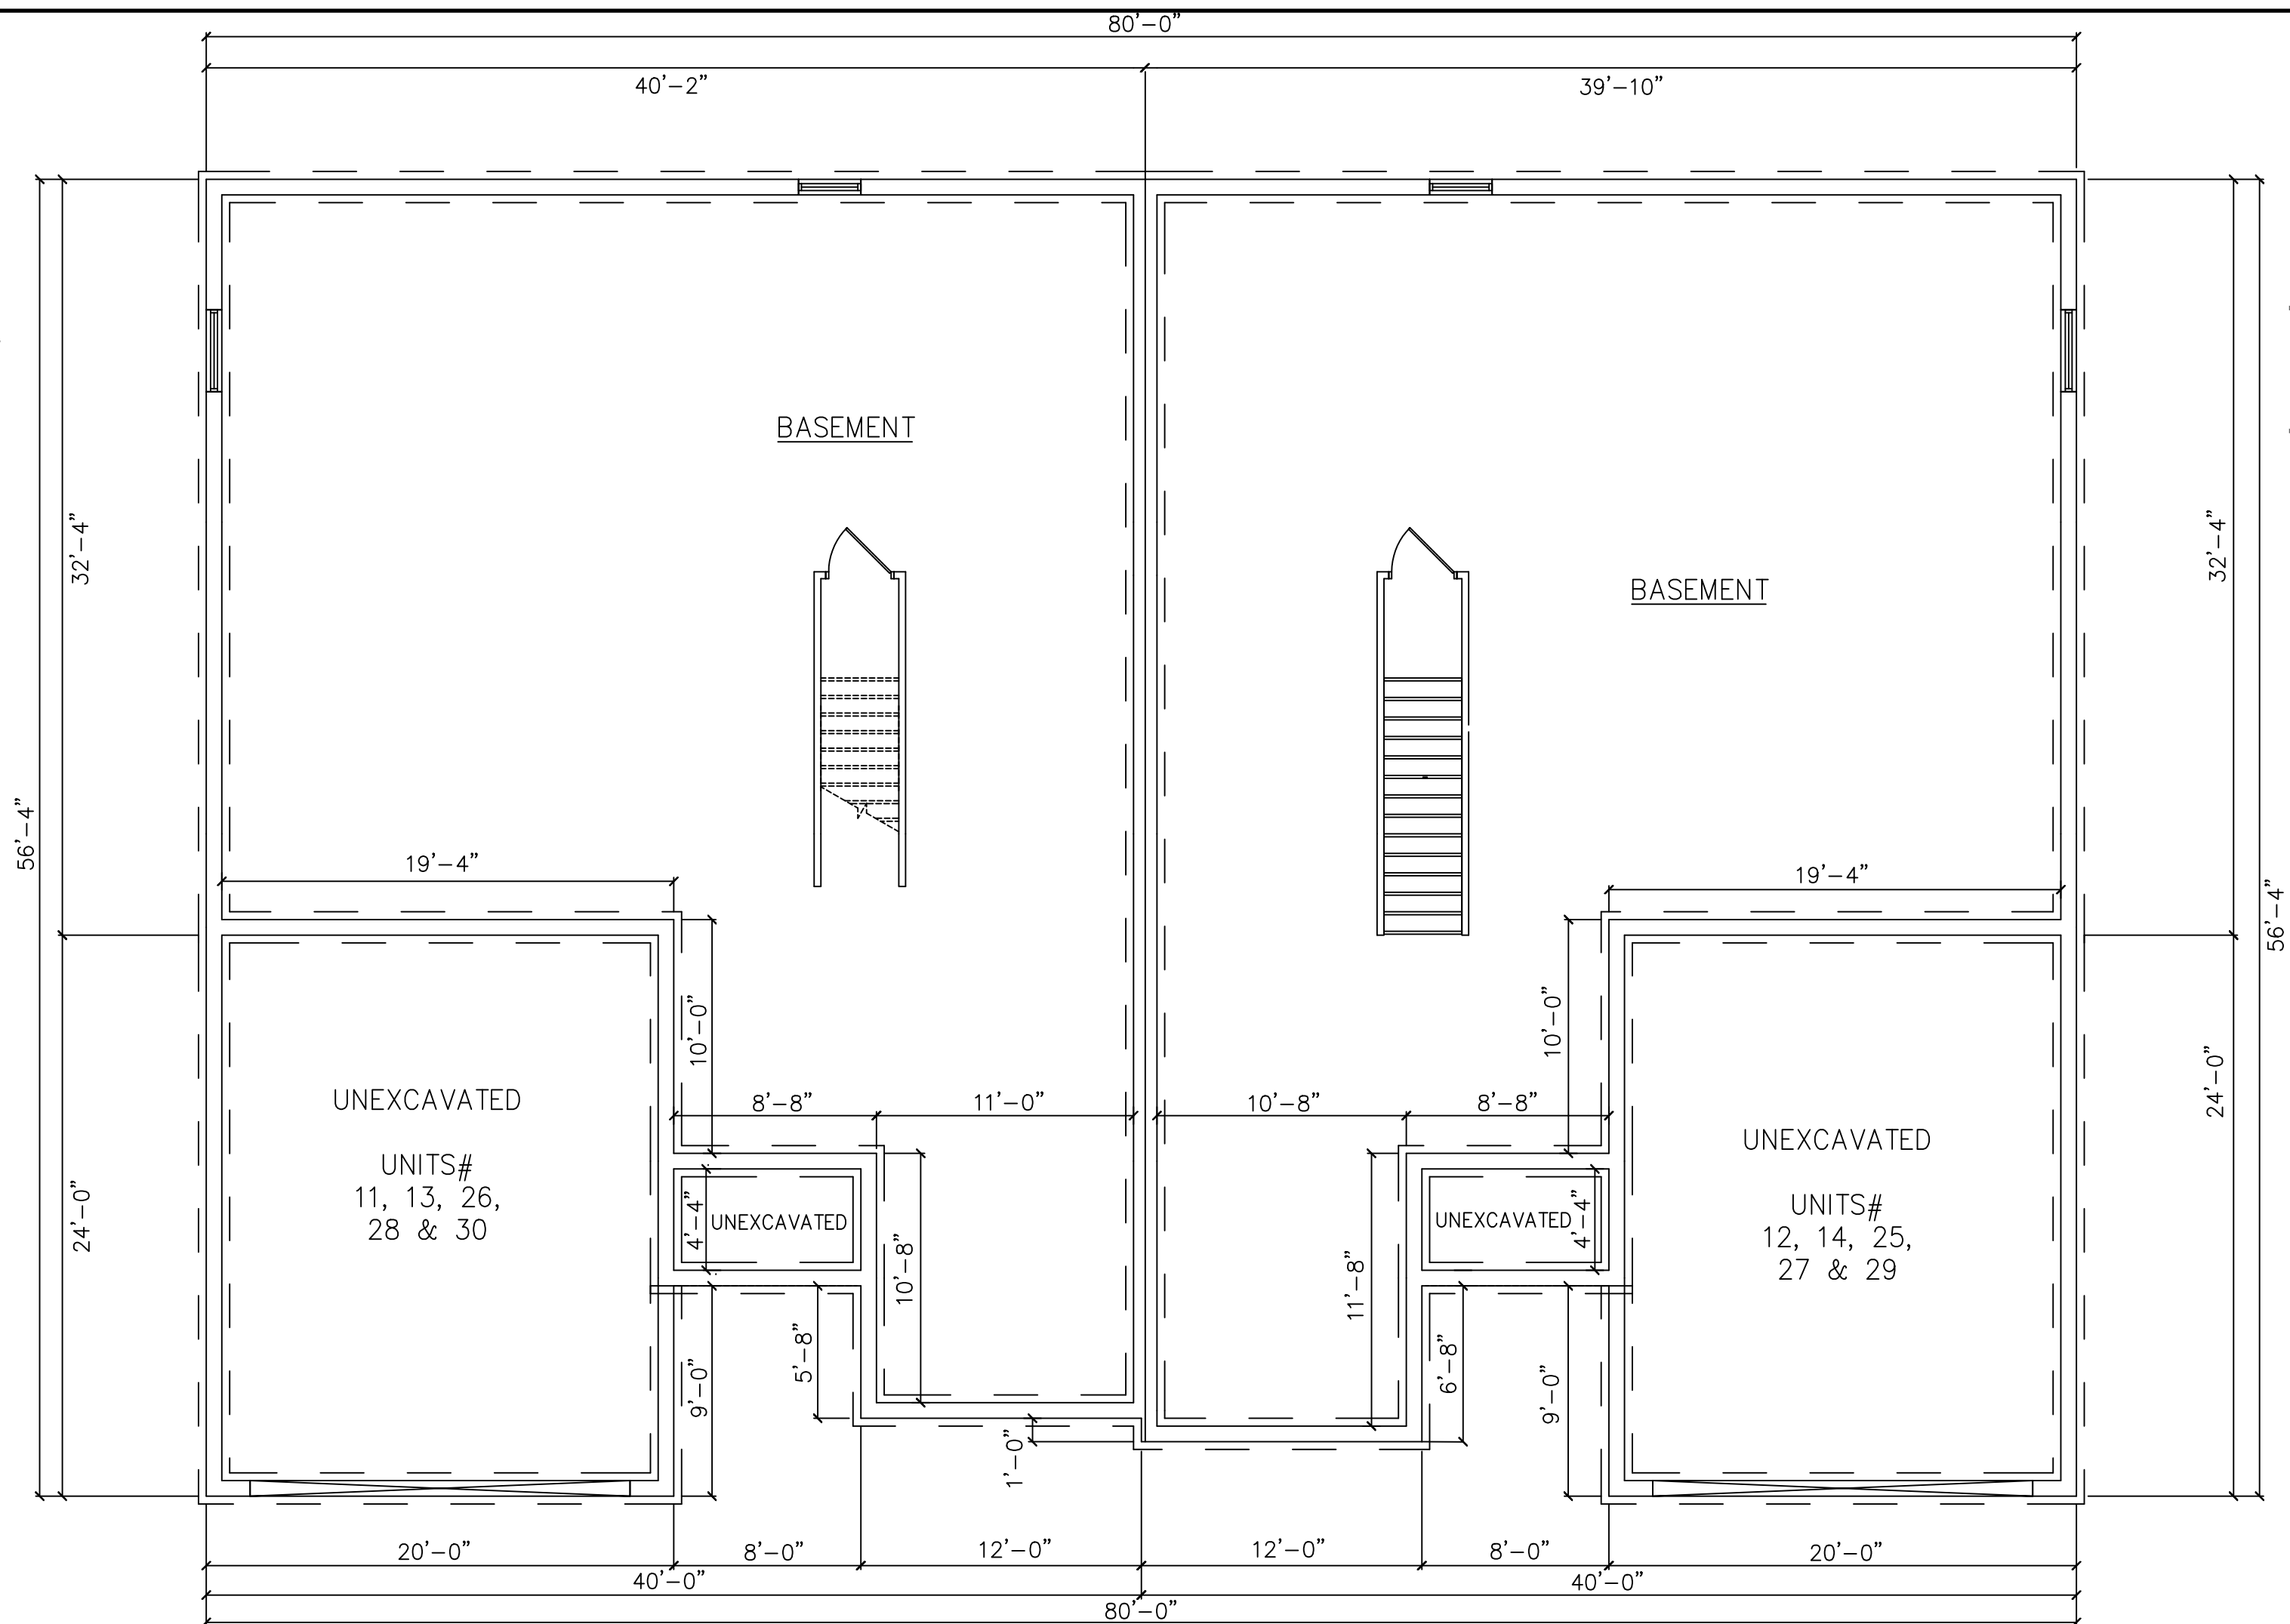 80'-0"
40'-2"
39'-10"
BASEMENT
32'-4"
32'-4"
BASEMENT
56'-4"
19'-4"
19'-4"
56'-4"
10'-0"
10'-0"
8'-8"
11'-0"
10'-8"
8'-8"
24'-0"
UNEXCAVATED
UNITS#
11, 13, 26,
28 & 30
24'-0"
4'-4"
UNEXCAVATED
10'-8"
UNEXCAVATED
4'-4"
11'-8"
UNEXCAVATED
UNITS#
12, 14, 25,
27 & 29
9'-0"
5'-8"
6'-8"
9'-0"
1'-0"
20'-0"
8'-0"
12'-0"
12'-0"
8'-0"
20'-0"
40'-0"
40'-0"
80'-0"